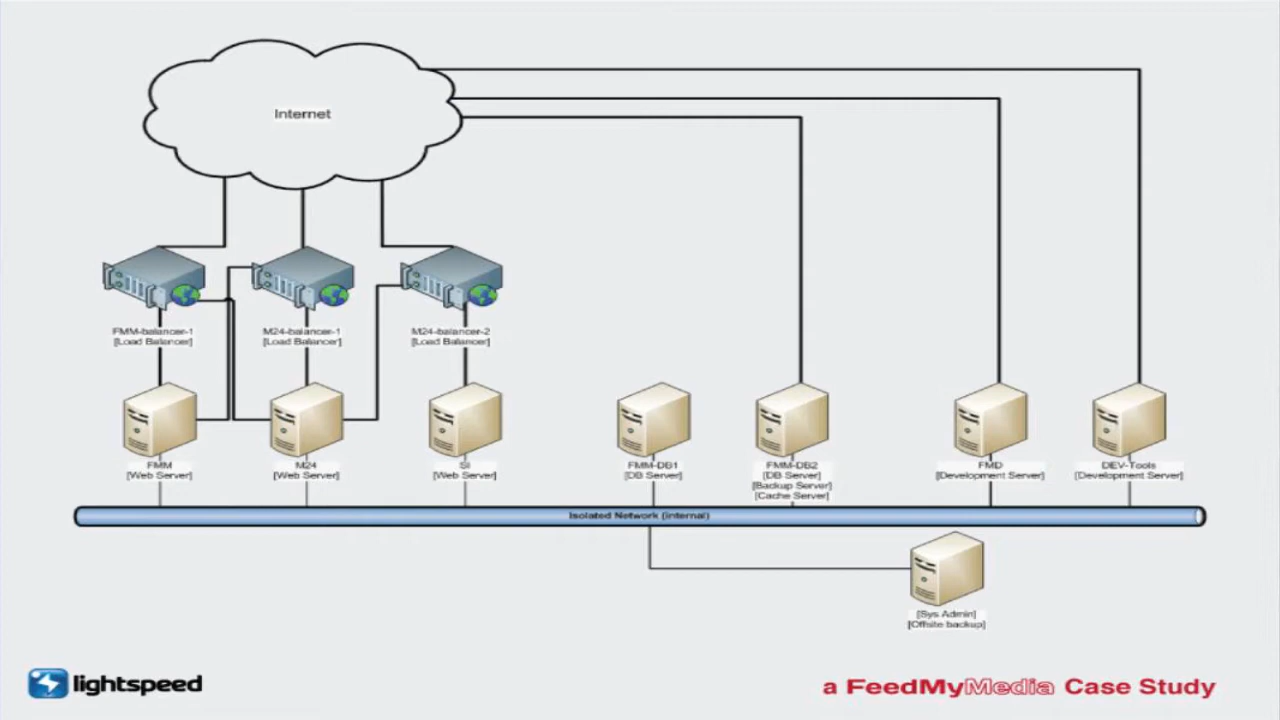 Internet
FMM-balancer-1
[Load Balancer]
M24-balancer-1
[Load Balancer]
M24-balancer-2
[Load Balancer]
FMM
[Web Server]
M24
[Web Server]
SI
[Web Server]
FMM-DB1
[DB Server]
FMM-DB2
[DB Server]
[Backup Server]
[Cache Server]
FMD
[Development Server]
DEV-Tools
[Development Server]
Isolated Network (internal)
[Sys Admin]
[Offsite backup]
lightspeed
a FeedMyMedia Case Study